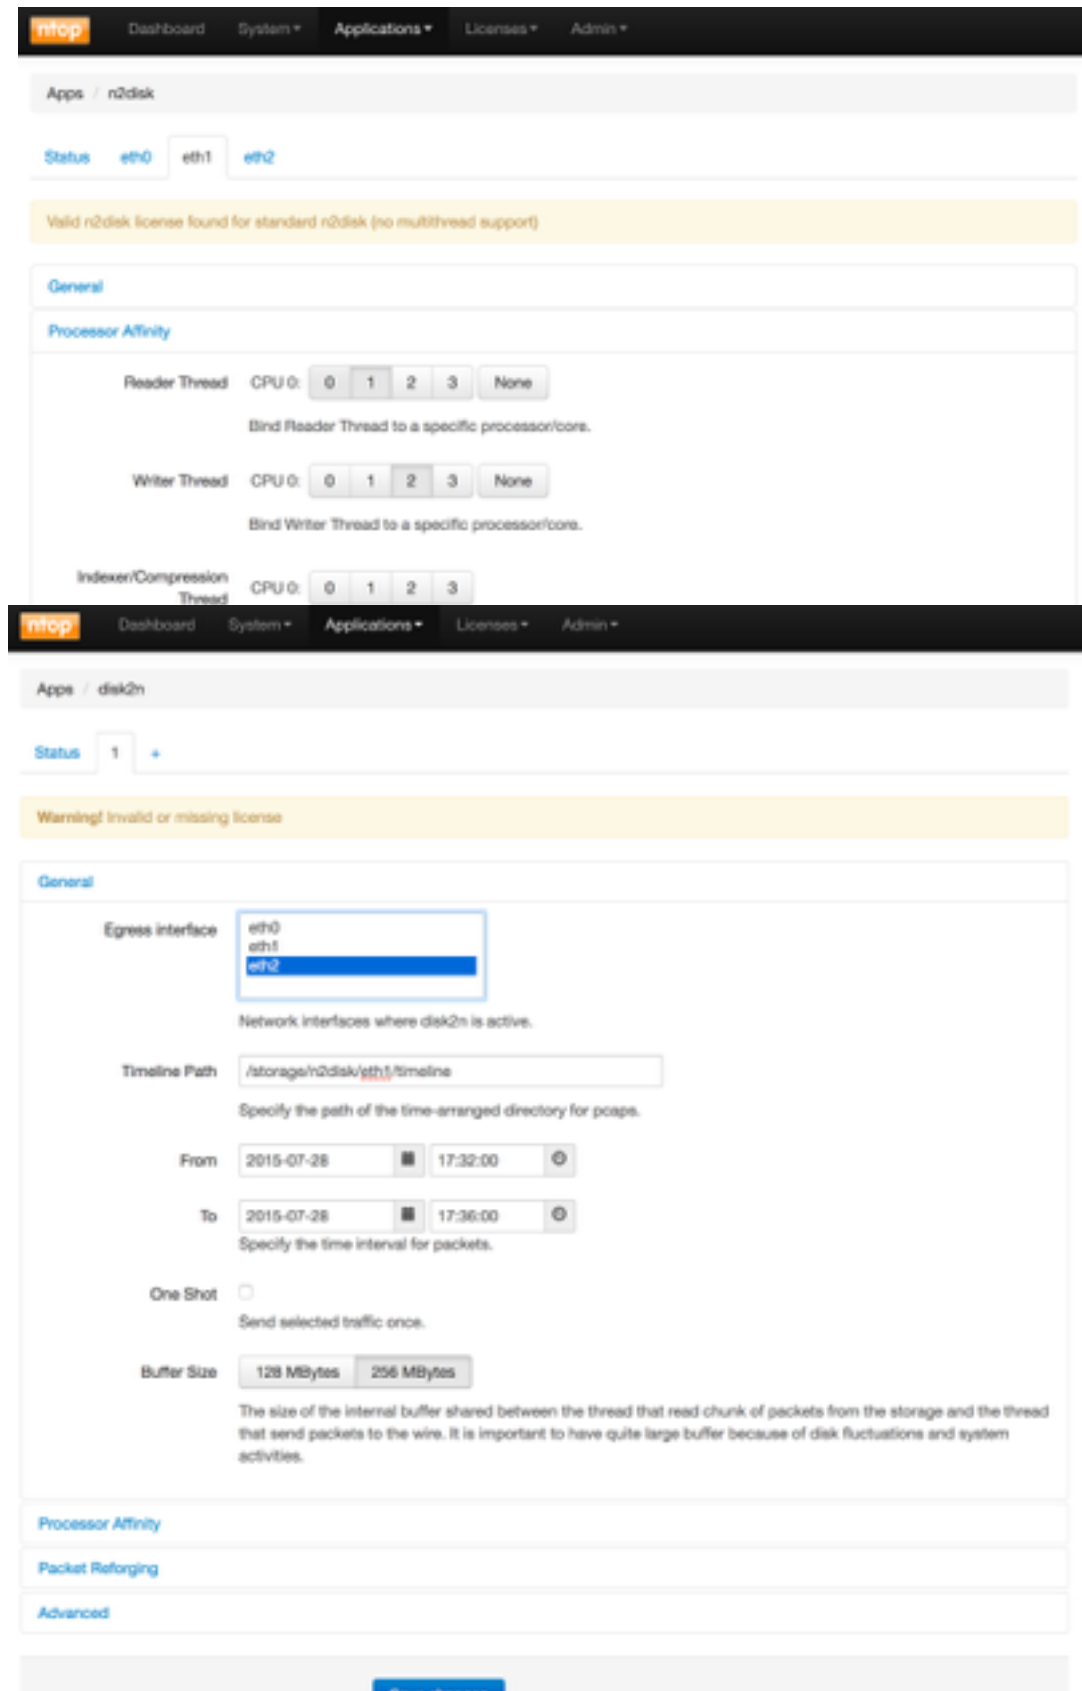 ntop Dashboard System Applications Licenses Admin
Apps / n2disk
Status eth0 eth1 eth2
Valid n2disk license found for standard n2disk (no multithread support)
General
Processor Affinity
Reader Thread CPU 0: 0 1 2 3 None
Bind Reader Thread to a specific processor/core.
Writer Thread CPU 0: 0 1 2 3 None
Bind Writer Thread to a specific processor/core.
Indexer/Compression
Thread CPU 0: 0 1 2 3
ntop Dashboard System Applications Licenses Admin
Apps / disk2n
Status 1 +
Warning! Invalid or missing license
General
Egress interface eth0
eth1
eth2
Network interfaces where disk2n is active.
Timeline Path /storage/n2disk/eth1/timeline
Specify the path of the time-arranged directory for pcaps.
From 2015-07-28 17:32:00
To 2015-07-28 17:36:00
Specify the time interval for packets.
One Shot
Send selected traffic once.
Buffer Size 128 MBytes 256 MBytes
The size of the internal buffer shared between the thread that read chunk of packets from the storage and the thread
that send packets to the wire. It is important to have quite large buffer because of disk fluctuations and system
activities.
Processor Affinity
Packet Reforging
Advanced